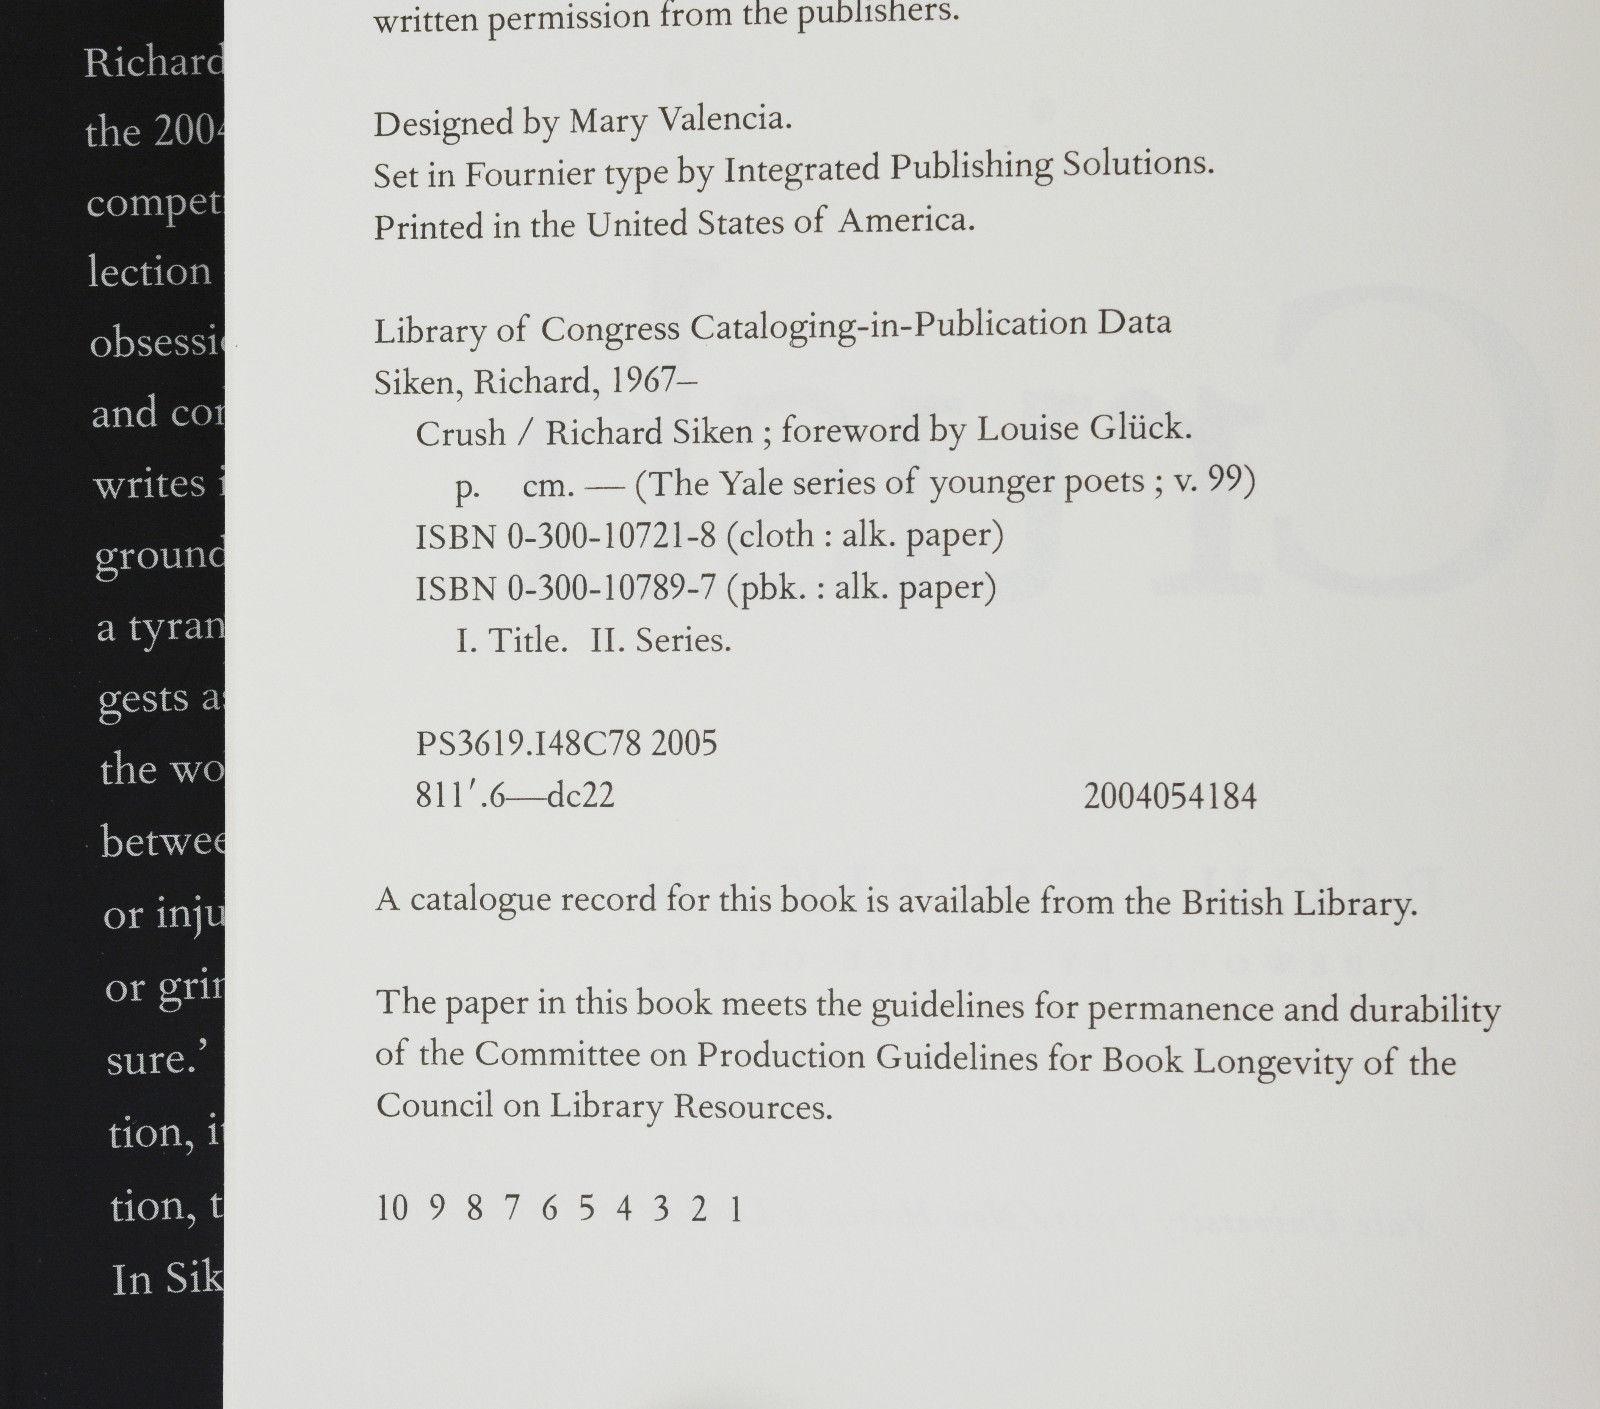 Richard
the 2004
compet
lection
obsessi
and cor
writes i
ground
a tyran
gests as
the wo
betwee
or inju
or grin
sure.’
tion, it
tion, t
In Sik
written permission from the publishers.
Designed by Mary Valencia.
Set in Fournier type by Integrated Publishing Solutions.
Printed in the United States of America.
Library of Congress Cataloging-in-Publication Data
Siken, Richard, 1967–
Crush / Richard Siken ; foreword by Louise Glück.
p. cm. — (The Yale series of younger poets ; v. 99)
ISBN 0-300-10721-8 (cloth : alk. paper)
ISBN 0-300-10789-7 (pbk. : alk. paper)
I. Title. II. Series.
PS3619.I48C78 2005
811′.6—dc22 2004054184
A catalogue record for this book is available from the British Library.
The paper in this book meets the guidelines for permanence and durability
of the Committee on Production Guidelines for Book Longevity of the
Council on Library Resources.
10 9 8 7 6 5 4 3 2 1